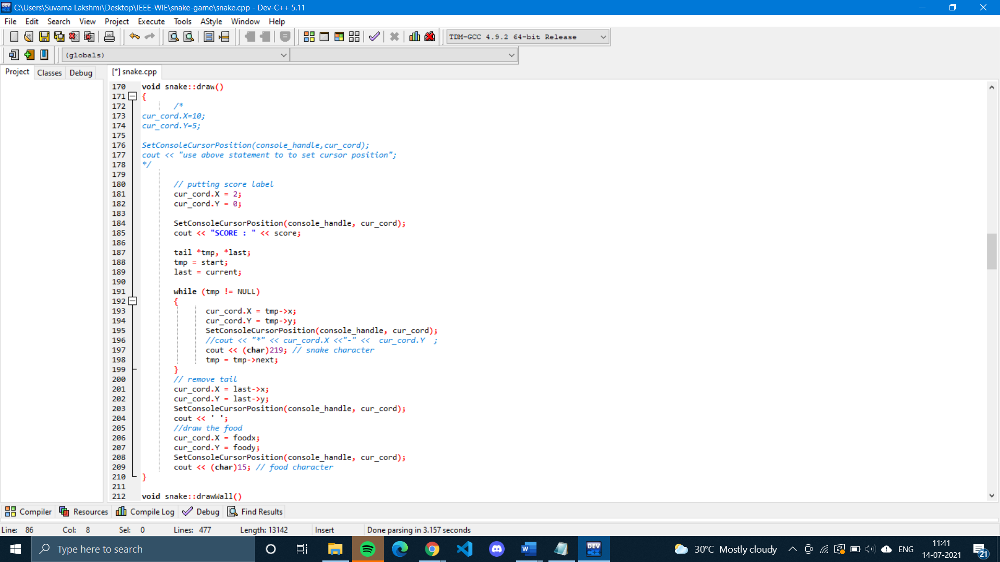 C:\Users\Suvarna Lakshmi\Desktop\IEEE-WIE\snake-game\snake.cpp - Dev-C++ 5.11
File Edit Search View Project Execute Tools AStyle Window Help
TDM-GCC 4.9.2 64-bit Release
(globals)
Project Classes Debug
[*] snake.cpp
170 void snake::draw()
171 {
172 /*
173 cur_cord.X=10;
174 cur_cord.Y=5;
175
176 SetConsoleCursorPosition(console_handle,cur_cord);
177 cout << "use above statement to to set cursor position";
178 */
179
180 // putting score label
181 cur_cord.X = 2;
182 cur_cord.Y = 0;
183
184 SetConsoleCursorPosition(console_handle, cur_cord);
185 cout << "SCORE : " << score;
186
187 tail *tmp, *last;
188 tmp = start;
189 last = current;
190
191 while (tmp != NULL)
192 {
193 cur_cord.X = tmp->x;
194 cur_cord.Y = tmp->y;
195 SetConsoleCursorPosition(console_handle, cur_cord);
196 //cout << "*" << cur_cord.X <<"-" <<  cur_cord.Y  ;
197 cout << (char)219; // snake character
198 tmp = tmp->next;
199 }
200 // remove tail
201 cur_cord.X = last->x;
202 cur_cord.Y = last->y;
203 SetConsoleCursorPosition(console_handle, cur_cord);
204 cout << ' ';
205 //draw the food
206 cur_cord.X = foodx;
207 cur_cord.Y = foody;
208 SetConsoleCursorPosition(console_handle, cur_cord);
209 cout << (char)15; // food character
210 }
211
212 void snake::drawWall()
Compiler Resources Compile Log Debug Find Results
Line: 86 Col: 8 Sel: 0 Lines: 477 Length: 13142 Insert Done parsing in 3.157 seconds
Type here to search
30°C Mostly cloudy
ENG
11:41
14-07-2021
21
DEV C++